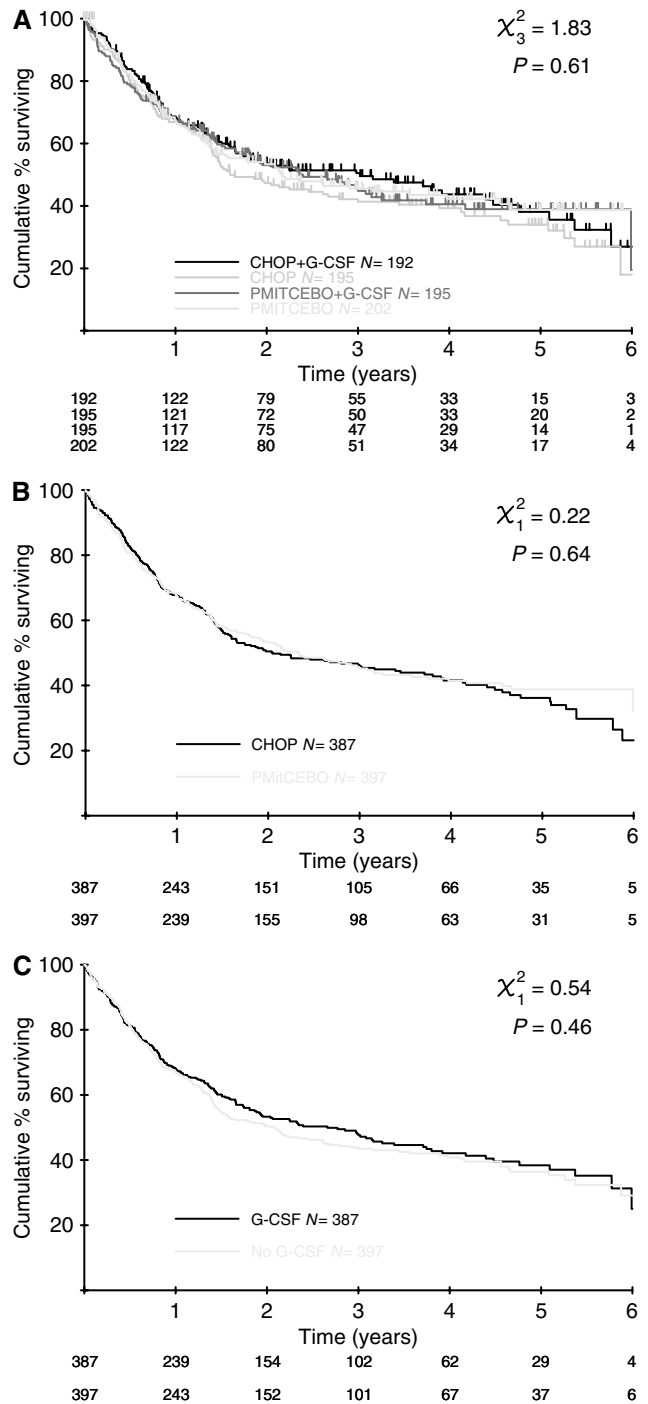 A
χ²₃ = 1.83
P = 0.61
Cumulative % surviving
100
80
60
40
20
CHOP+G-CSF N= 192
CHOP N= 195
PMITCEBO+G-CSF N= 195
PMITCEBO N= 202
1 2 3 4 5 6
Time (years)
192 122 79 55 33 15 3
195 121 72 50 33 20 2
195 117 75 47 29 14 1
202 122 80 51 34 17 4
B
χ²₁ = 0.22
P = 0.64
Cumulative % surviving
100
80
60
40
20
CHOP N= 387
PMitCEBO N= 397
1 2 3 4 5 6
Time (years)
387 243 151 105 66 35 5
397 239 155 98 63 31 5
C
χ²₁ = 0.54
P = 0.46
Cumulative % surviving
100
80
60
40
20
G-CSF N= 387
No G-CSF N= 397
1 2 3 4 5 6
Time (years)
387 239 154 102 62 29 4
397 243 152 101 67 37 6